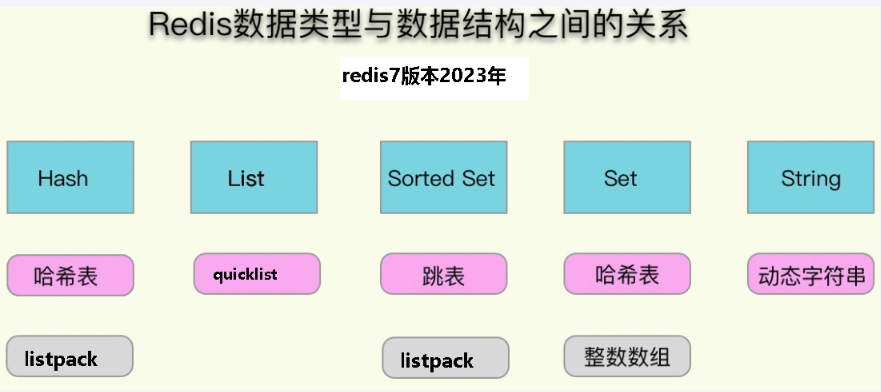 Redis数据类型与数据结构之间的关系
redis7版本2023年
Hash List Sorted Set Set String
哈希表 quicklist 跳表 哈希表 动态字符串
listpack listpack 整数数组